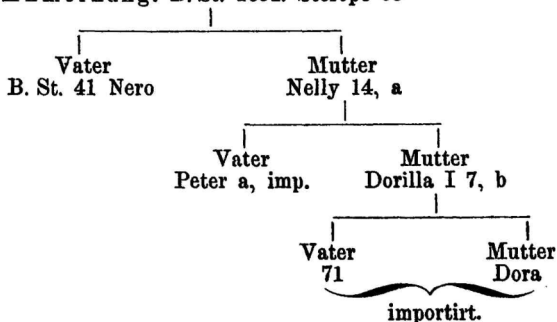 Vater Mutter
B. St. 41 Nero Nelly 14, a
Vater Mutter
Peter a, imp. Dorilla I 7, b
Vater Mutter
71 Dora
importirt.